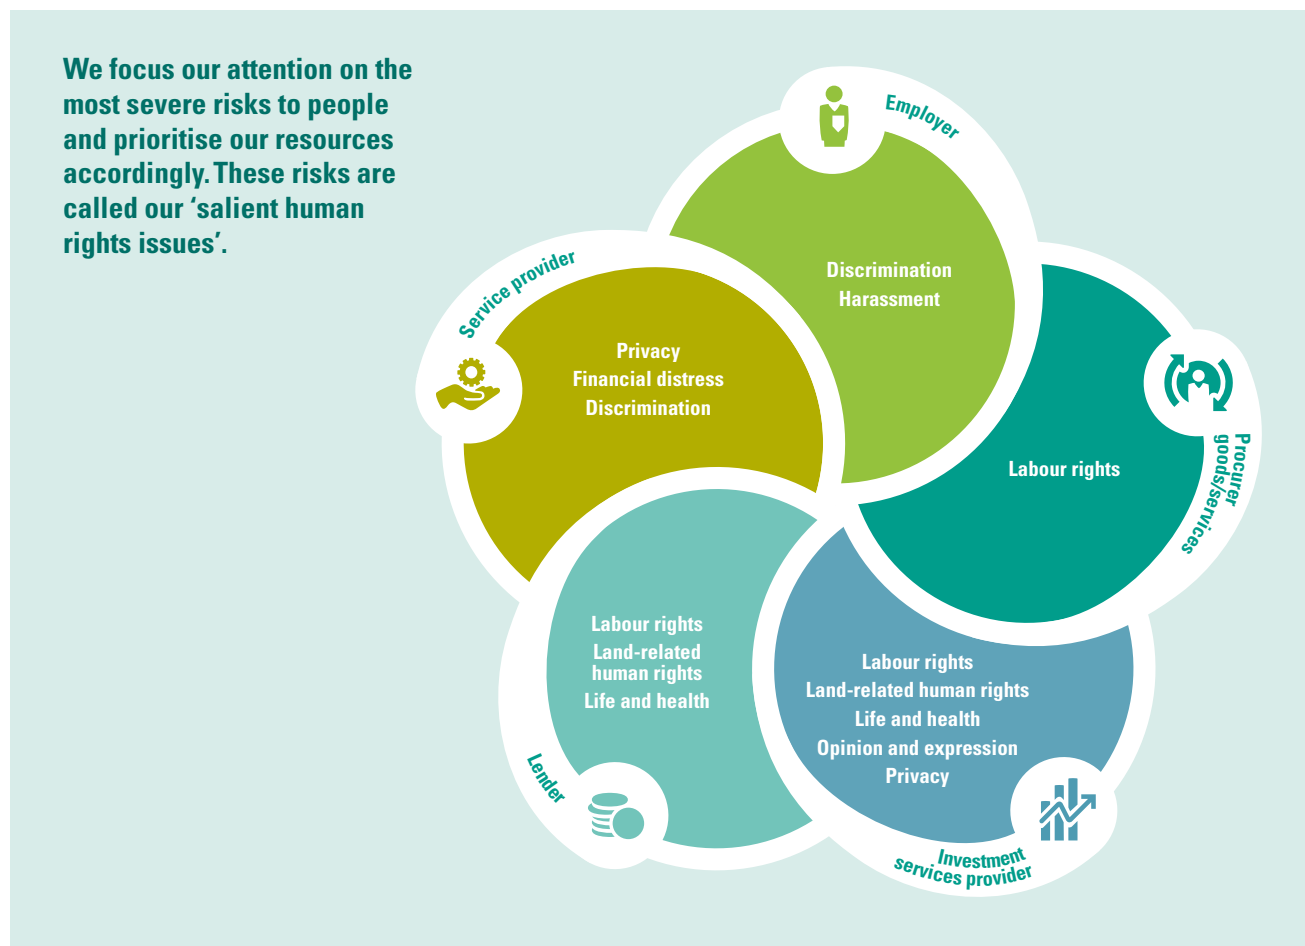 We focus our attention on the
most severe risks to people
and prioritise our resources
accordingly. These risks are
called our ‘salient human
rights issues’.
Employer
Discrimination
Harassment
Procurer
goods/services
Labour rights
Investment
services provider
Labour rights
Land-related human rights
Life and health
Opinion and expression
Privacy
Lender
Labour rights
Land-related
human rights
Life and health
Service provider
Privacy
Financial distress
Discrimination